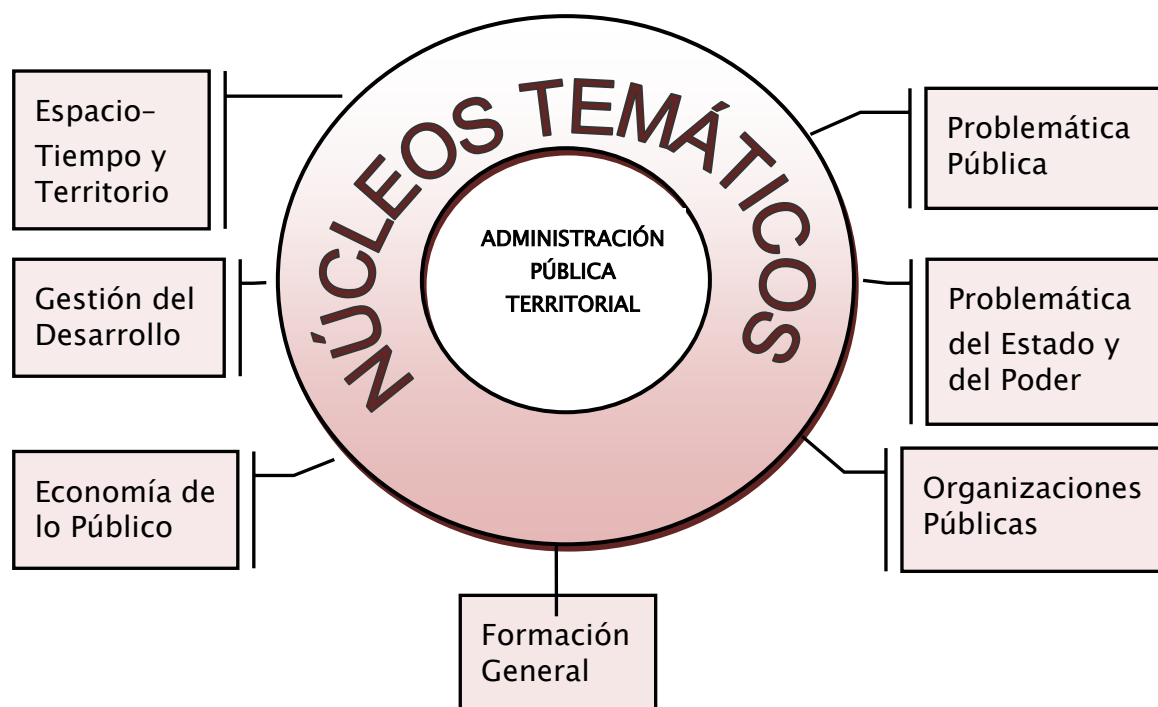 NÚCLEOS TEMÁTICOS
ADMINISTRACIÓN
PÚBLICA
TERRITORIAL
Espacio-
Tiempo y
Territorio
Gestión del
Desarrollo
Economía de
lo Público
Formación
General
Problemática
Pública
Problemática
del Estado y
del Poder
Organizaciones
Públicas